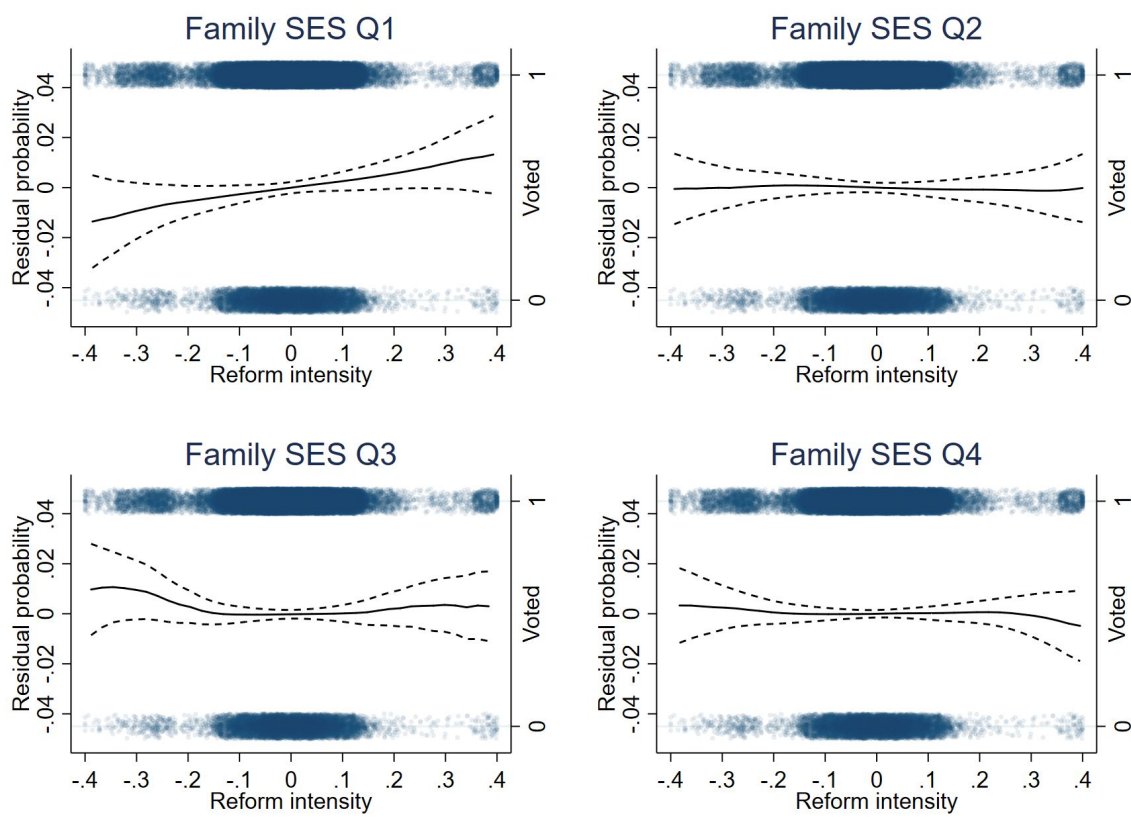 Family SES Q1
Residual probability
-.04 -.02 0 .02 .04
Voted
0 1
-.4 -.3 -.2 -.1 0 .1 .2 .3 .4
Reform intensity
Family SES Q2
Residual probability
-.04 -.02 0 .02 .04
Voted
0 1
-.4 -.3 -.2 -.1 0 .1 .2 .3 .4
Reform intensity
Family SES Q3
Residual probability
-.04 -.02 0 .02 .04
Voted
0 1
-.4 -.3 -.2 -.1 0 .1 .2 .3 .4
Reform intensity
Family SES Q4
Residual probability
-.04 -.02 0 .02 .04
Voted
0 1
-.4 -.3 -.2 -.1 0 .1 .2 .3 .4
Reform intensity